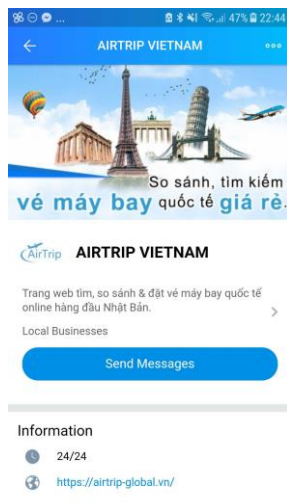 47% 22:44
AIRTRIP VIETNAM
So sánh, tìm kiếm
vé máy bay quốc tế giá rẻ.
AirTrip AIRTRIP VIETNAM
Trang web tìm, so sánh & đặt vé máy bay quốc tế
online hàng đầu Nhật Bản.
Local Businesses
Send Messages
Information
24/24
https://airtrip-global.vn/